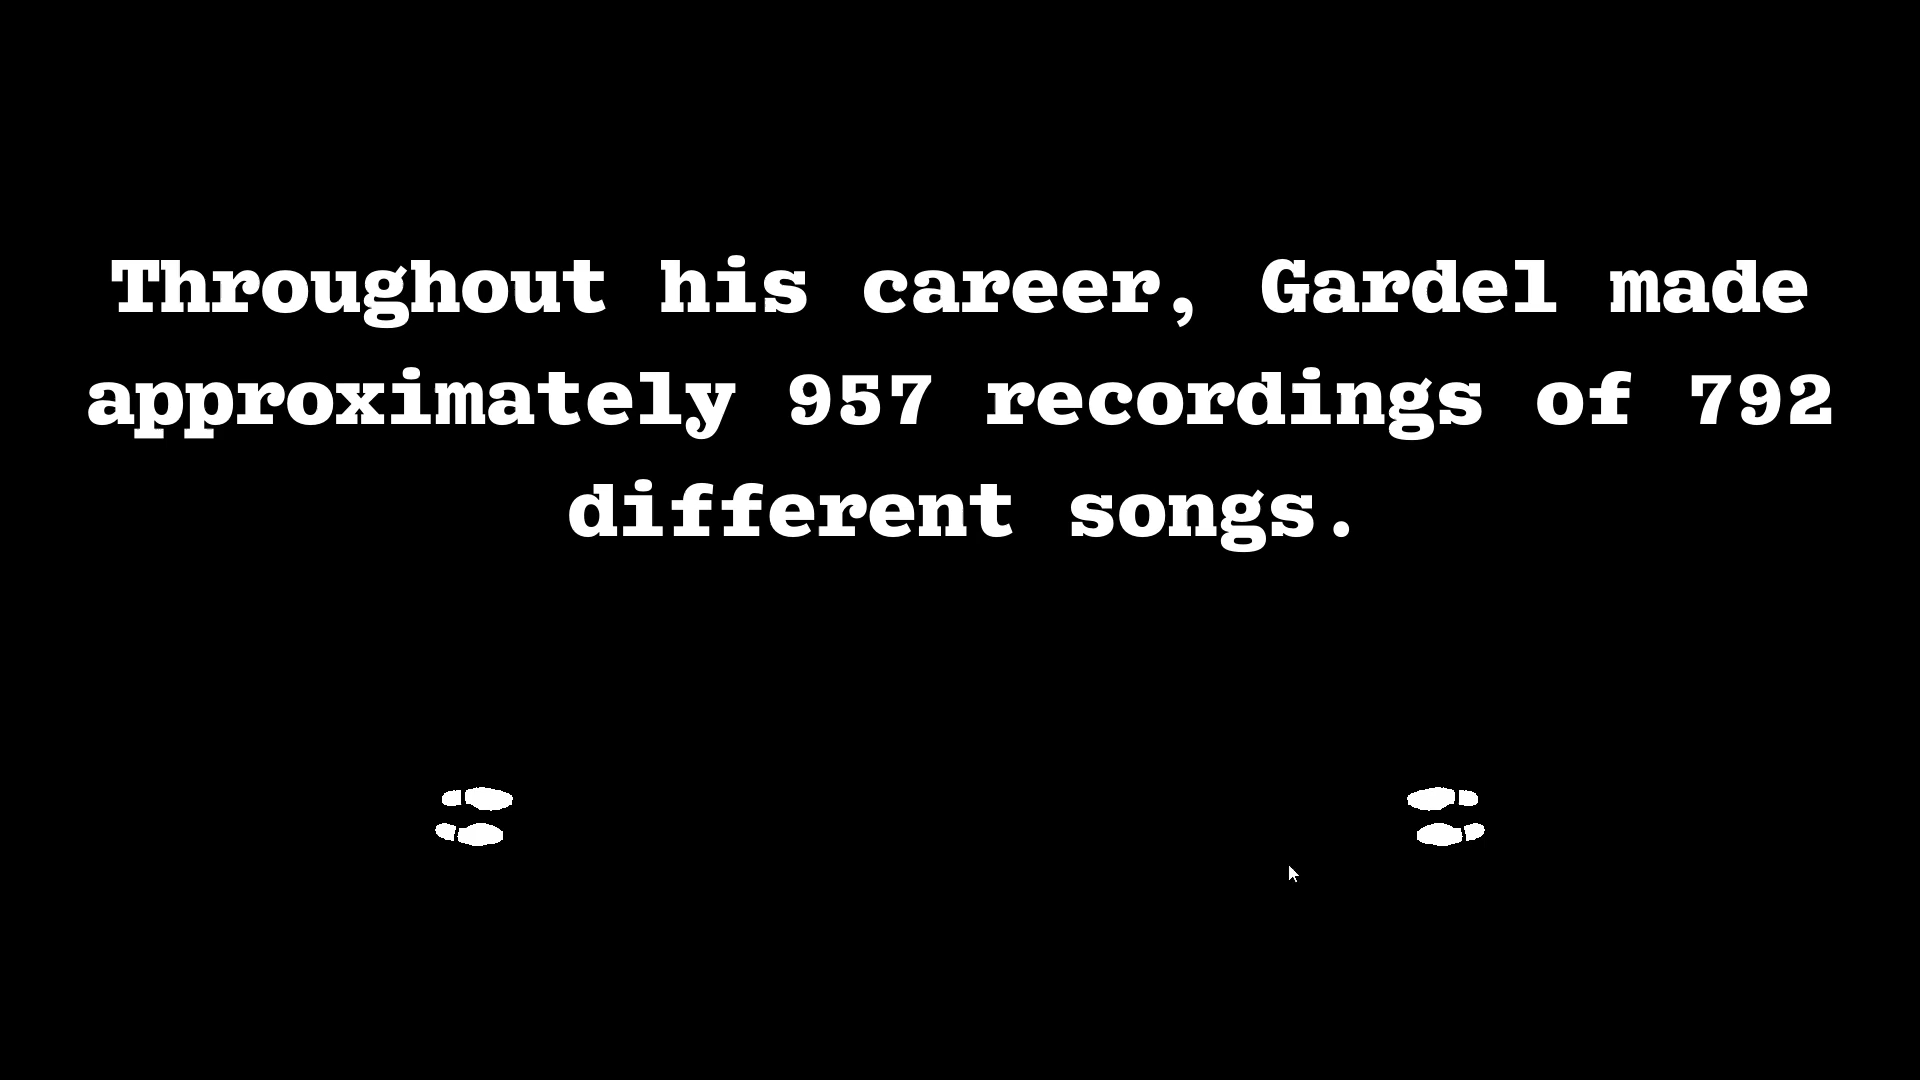 Throughout his career, Gardel made
approximately 957 recordings of 792
different songs.